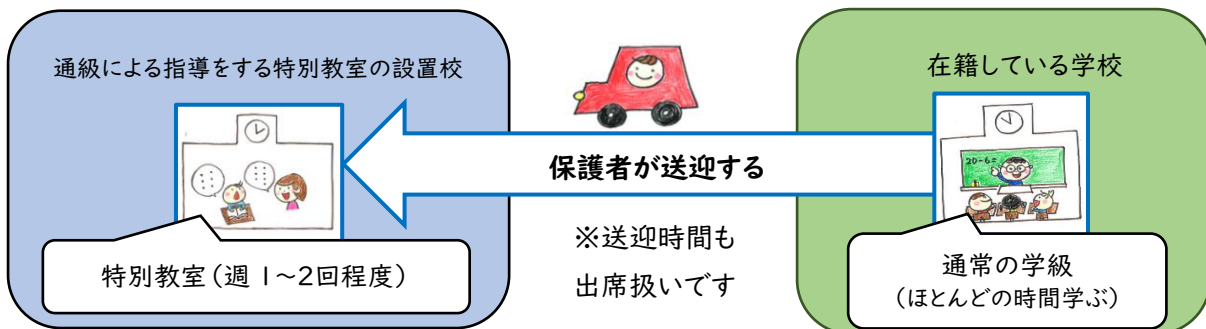 通級による指導をする特別教室の設置校
特別教室（週 1～2回程度）
保護者が送迎する
※送迎時間も
出席扱いです
在籍している学校
20-6=
通常の学級
（ほとんどの時間学ぶ）